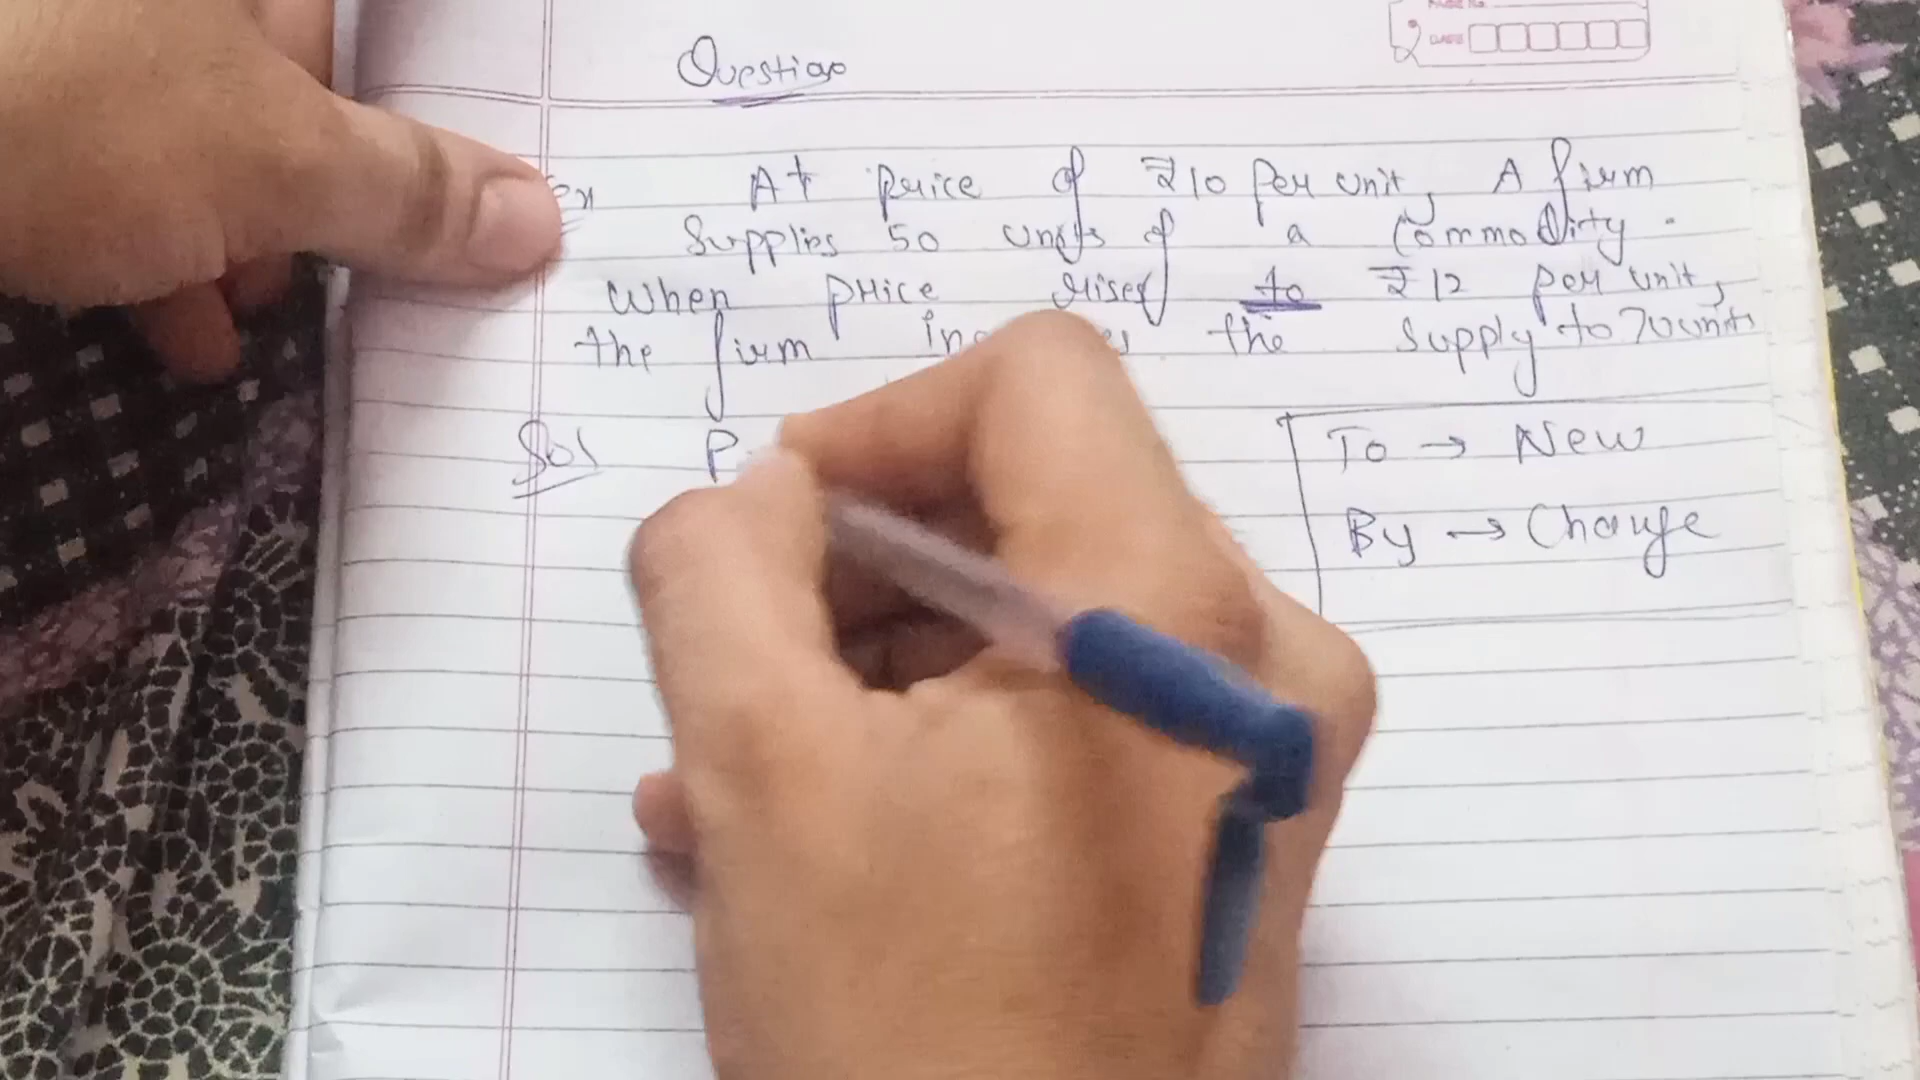 Question
At price of ₹10 per unit, A firm
Supplies 50 units of a Commodity.
When price rises to ₹12 per unit,
the firm the supply to 70 units
Sol P
To → New
By → Change
DATE